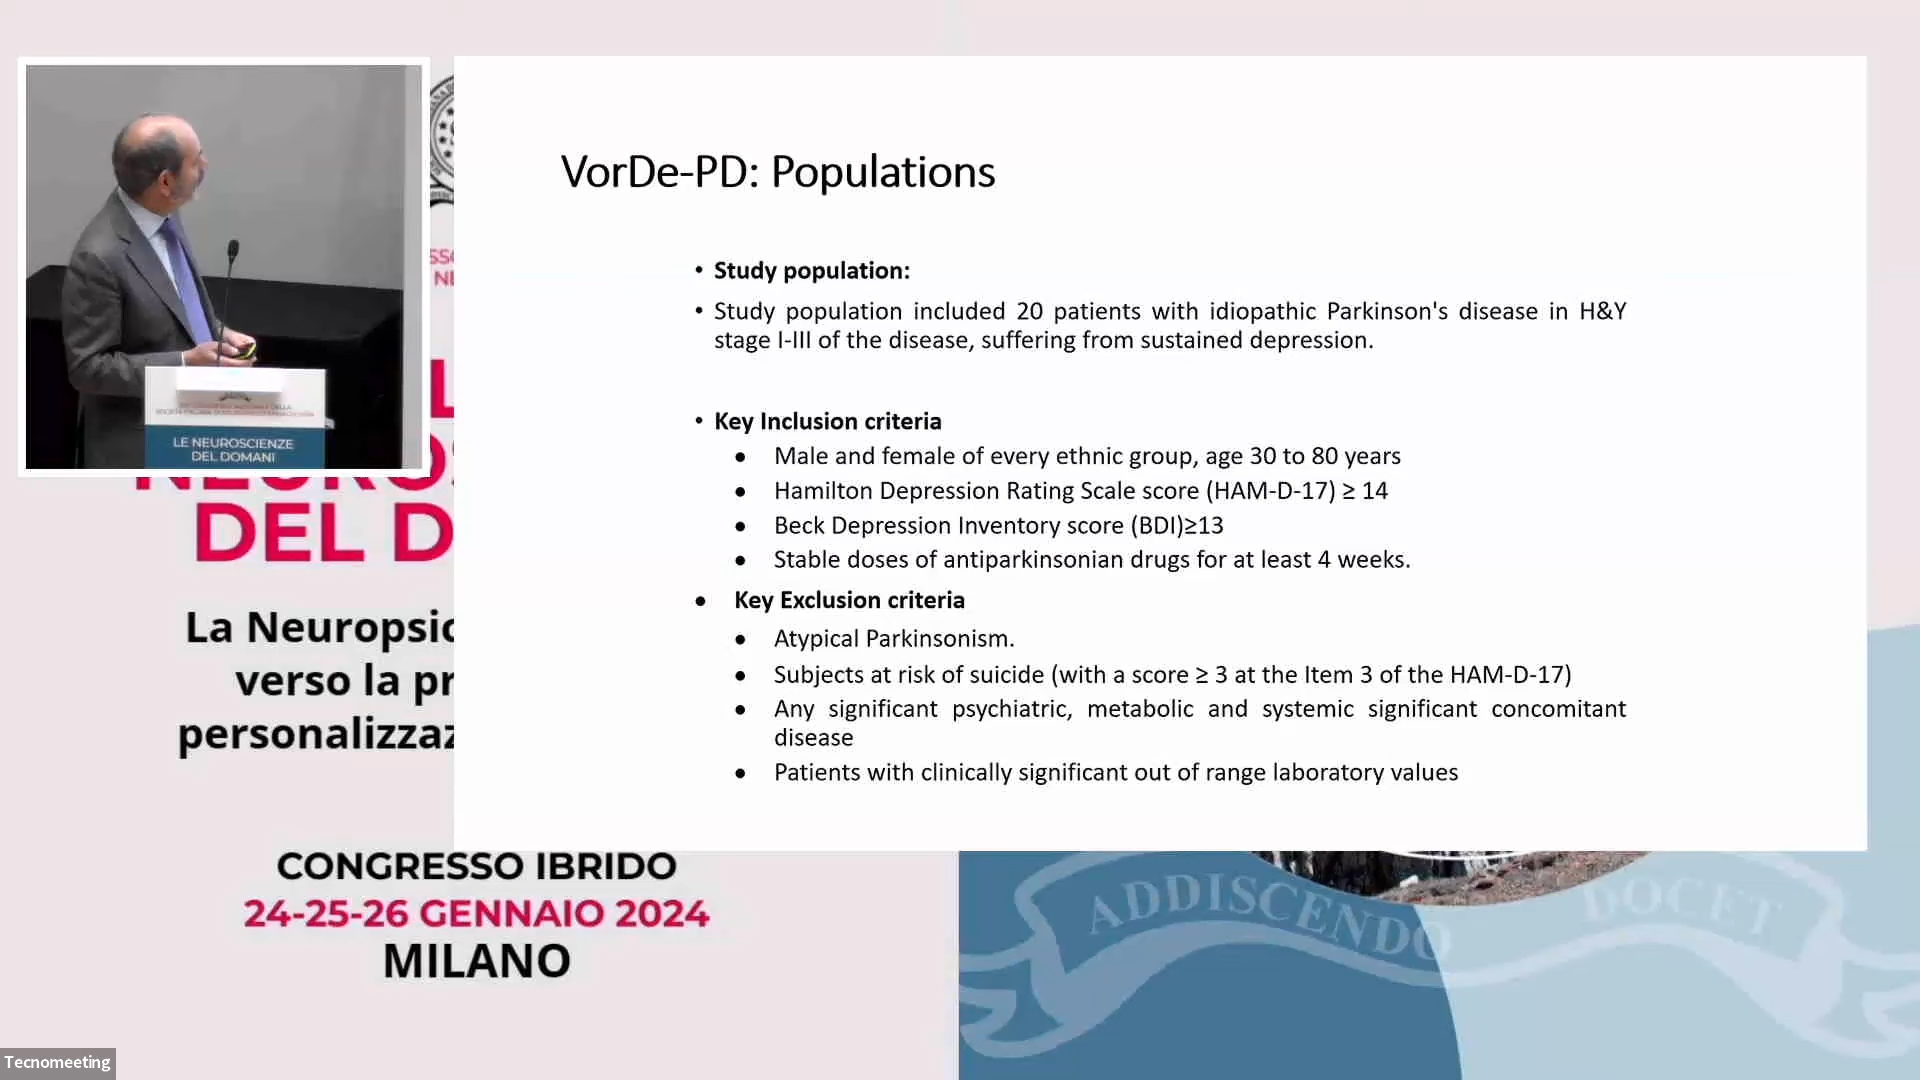 VorDe-PD: Populations
• Study population:
• Study population included 20 patients with idiopathic Parkinson's disease in H&Y
stage I-III of the disease, suffering from sustained depression.
• Key Inclusion criteria
• Male and female of every ethnic group, age 30 to 80 years
• Hamilton Depression Rating Scale score (HAM-D-17) ≥ 14
• Beck Depression Inventory score (BDI)≥13
• Stable doses of antiparkinsonian drugs for at least 4 weeks.
• Key Exclusion criteria
• Atypical Parkinsonism.
• Subjects at risk of suicide (with a score ≥ 3 at the Item 3 of the HAM-D-17)
• Any significant psychiatric, metabolic and systemic significant concomitant
disease
• Patients with clinically significant out of range laboratory values
LE NEUROSCIENZE
DEL DOMANI
DEL D
La Neuropsic
verso la pr
personalizzaz
CONGRESSO IBRIDO
24-25-26 GENNAIO 2024
MILANO
ADDISCENDO DOCET
Tecnomeeting